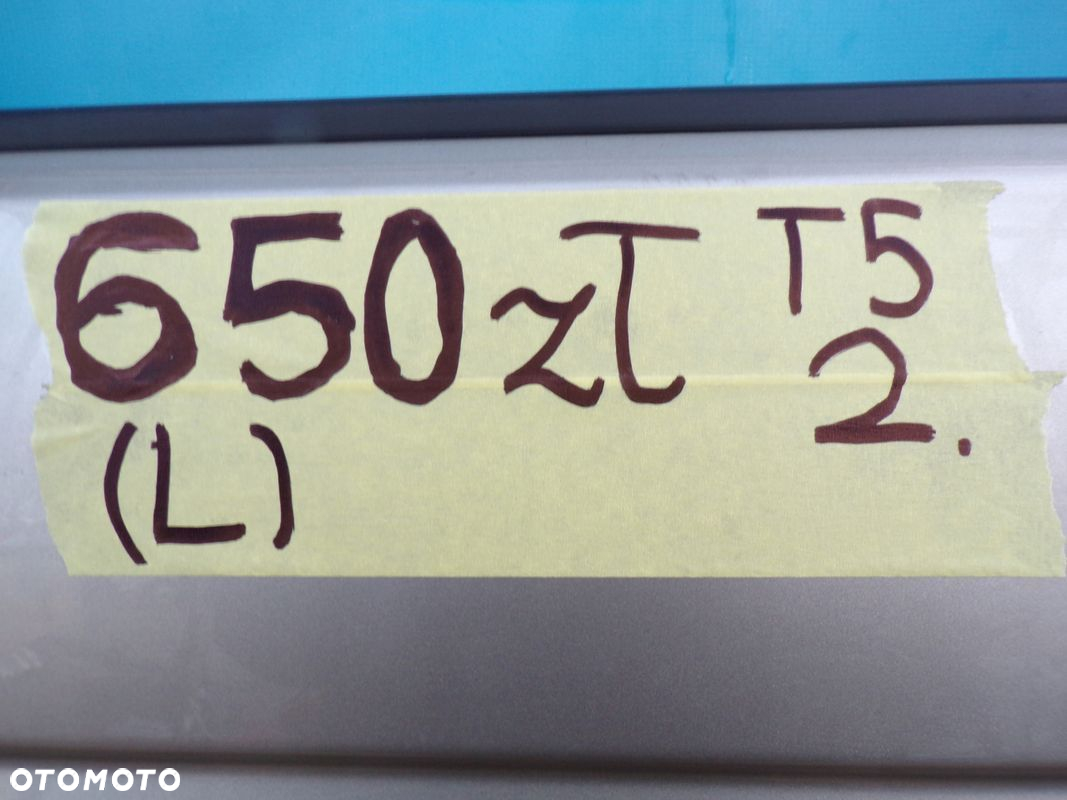 650 zł T5
2.
(L)
OTOMOTO